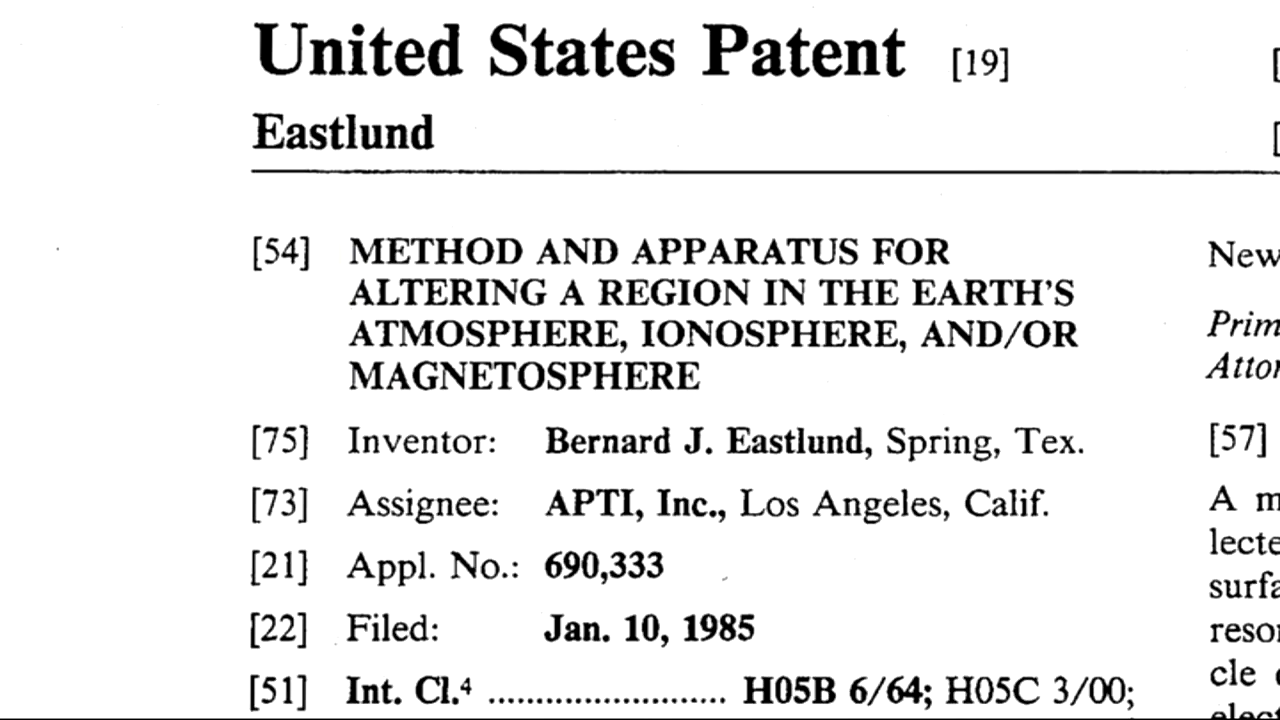 United States Patent [19]
Eastlund
[54] METHOD AND APPARATUS FOR
ALTERING A REGION IN THE EARTH'S
ATMOSPHERE, IONOSPHERE, AND/OR
MAGNETOSPHERE
[75] Inventor: Bernard J. Eastlund, Spring, Tex.
[73] Assignee: APTI, Inc., Los Angeles, Calif.
[21] Appl. No.: 690,333
[22] Filed: Jan. 10, 1985
[51] Int. Cl.⁴ ........................ H05B 6/64; H05C 3/00;
New
[57]
A
cle